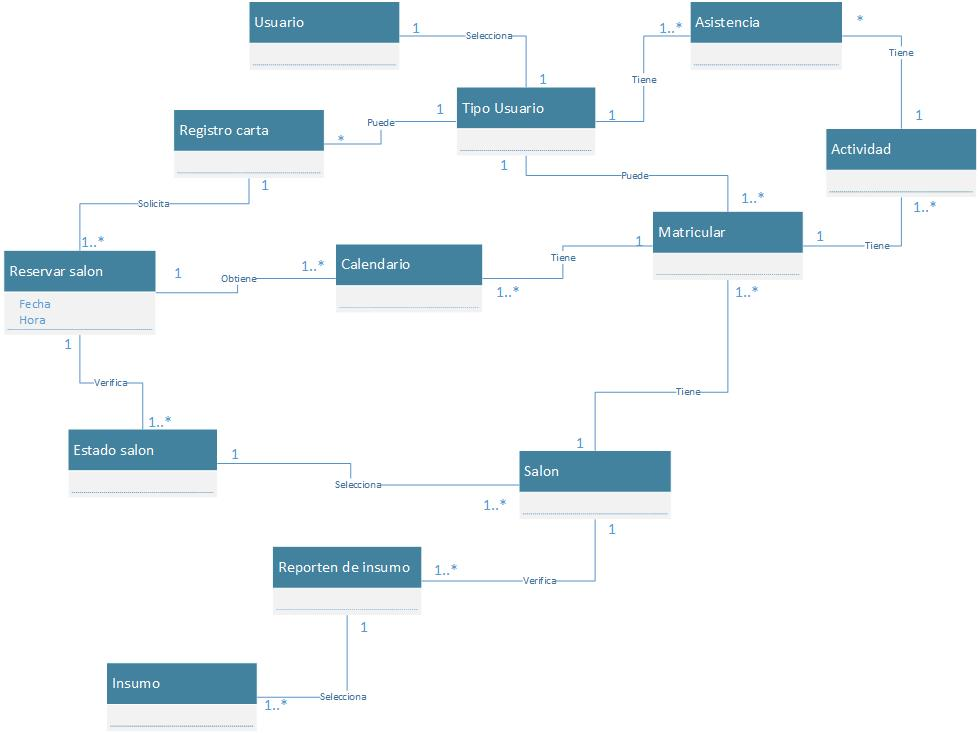 Usuario
1
Selecciona
1
1..*
Asistencia
*
Tiene
Tiene
1
Tipo Usuario
1
1
Registro carta
*
Puede
1
Actividad
1
Puede
1..*
1..*
1
Solicita
1..*
Matricular
1
1
Tiene
Reservar salon
Fecha
Hora
1
Obtiene
1..*
Calendario
Tiene
1..*
1..*
1
Verifica
1..*
Tiene
Estado salon
1
Selecciona
1
Salon
1..*
1
Reporten de insumo
1..*
Verifica
1
Insumo
1..*
Selecciona